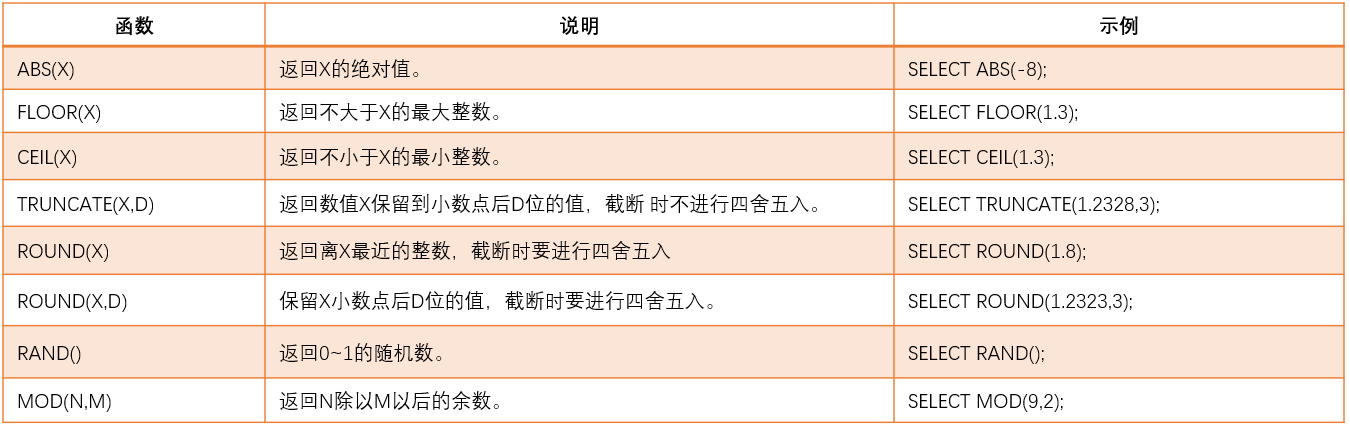 函数 说明 示例
ABS(X) 返回X的绝对值。 SELECT ABS(-8);
FLOOR(X) 返回不大于X的最大整数。 SELECT FLOOR(1.3);
CEIL(X) 返回不小于X的最小整数。 SELECT CEIL(1.3);
TRUNCATE(X,D) 返回数值X保留到小数点后D位的值，截断 时不进行四舍五入。 SELECT TRUNCATE(1.2328,3);
ROUND(X) 返回离X最近的整数，截断时要进行四舍五入 SELECT ROUND(1.8);
ROUND(X,D) 保留X小数点后D位的值，截断时要进行四舍五入。 SELECT ROUND(1.2323,3);
RAND() 返回0~1的随机数。 SELECT RAND();
MOD(N,M) 返回N除以M以后的余数。 SELECT MOD(9,2);